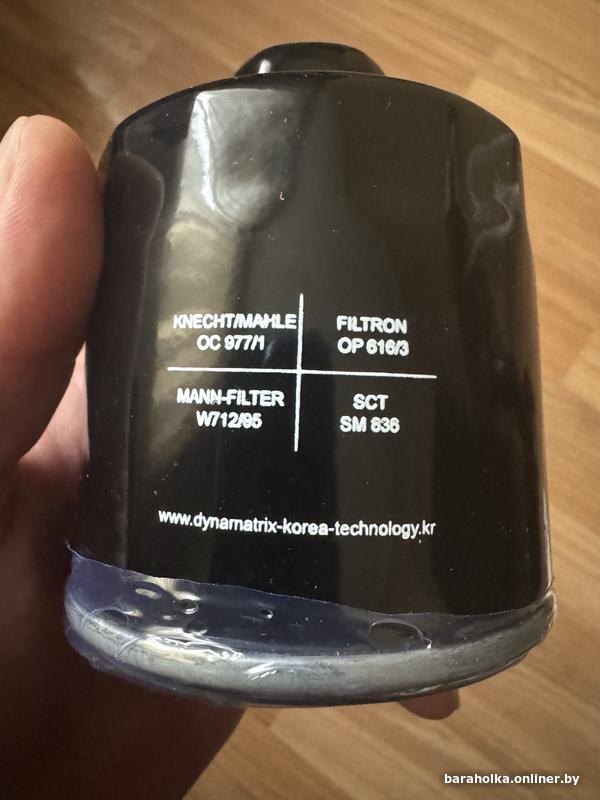 KNECHT/MAHLE
OC 977/1
FILTRON
OP 616/3
MANN-FILTER
W712/95
SCT
SM 836
www.dynamatrix-korea-technology.kr
baraholka.onliner.by